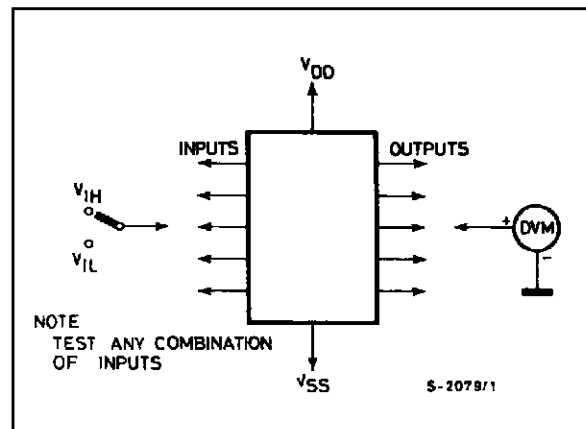 VDD
INPUTS
OUTPUTS
VIH
VIL
+
DVM
-
NOTE
TEST ANY COMBINATION
OF INPUTS
VSS
S-2079/1